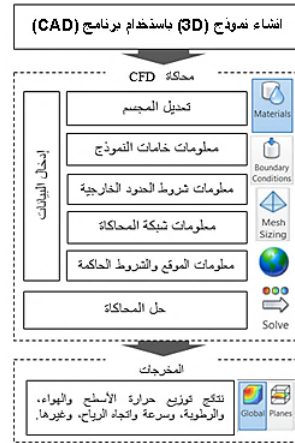 انشاء نموذج (3D) باستخدام برنامج (CAD)
محاكاة CFD
إدخال البيانات
تعديل المجسم
معلومات خامات النموذج
معلومات شروط الحدود الخارجية
معلومات شبكة المحاكاة
معلومات الموقع والشروط الحاكمة
حل المحاكاة
Materials
Boundary
Conditions
Mesh
Sizing
Solve
المخرجات
نتائج توزيع حرارة الأسطح والهواء،
والرطوبة، وسرعة واتجاه الرياح، وغيرها.
Global Planes